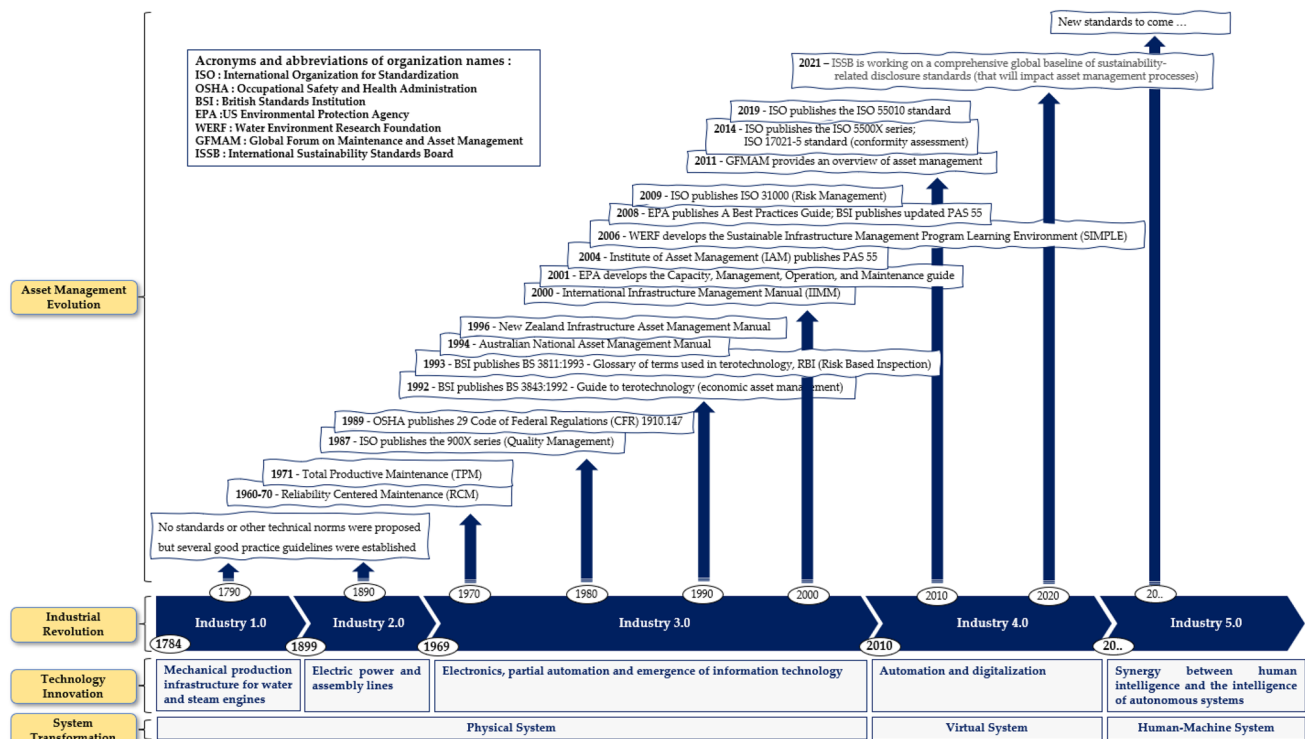 New standards to come …
2021 – ISSB is working on a comprehensive global baseline of sustainability-
related disclosure standards (that will impact asset management processes)
Acronyms and abbreviations of organization names :
ISO : International Organization for Standardization
OSHA : Occupational Safety and Health Administration
BSI : British Standards Institution
EPA :US Environmental Protection Agency
WERF : Water Environment Research Foundation
GFMAM : Global Forum on Maintenance and Asset Management
ISSB : International Sustainability Standards Board
2019 - ISO publishes the ISO 55010 standard
2014 - ISO publishes the ISO 5500X series;
ISO 17021-5 standard (conformity assessment)
2011 - GFMAM provides an overview of asset management
2009 - ISO publishes ISO 31000 (Risk Management)
2008 - EPA publishes A Best Practices Guide; BSI publishes updated PAS 55
2006 - WERF develops the Sustainable Infrastructure Management Program Learning Environment (SIMPLE)
2004 - Institute of Asset Management (IAM) publishes PAS 55
2001 - EPA develops the Capacity, Management, Operation, and Maintenance guide
2000 - International Infrastructure Management Manual (IIMM)
Asset Management
Evolution
1996 - New Zealand Infrastructure Asset Management Manual
1994 - Australian National Asset Management Manual
1993 - BSI publishes BS 3811:1993 - Glossary of terms used in terotechnology, RBI (Risk Based Inspection)
1992 - BSI publishes BS 3843:1992 - Guide to terotechnology (economic asset management)
1989 - OSHA publishes 29 Code of Federal Regulations (CFR) 1910.147
1987 - ISO publishes the 900X series (Quality Management)
1971 - Total Productive Maintenance (TPM)
1960-70 - Reliability Centered Maintenance (RCM)
No standards or other technical norms were proposed
but several good practice guidelines were established
1790 1890 1970 1980 1990 2000 2010 2020 20..
Industrial
Revolution
Industry 1.0 Industry 2.0 Industry 3.0 Industry 4.0 Industry 5.0
1784 1899 1969 2010 20..
Technology
Innovation
Mechanical production
infrastructure for water
and steam engines
Electric power and
assembly lines
Electronics, partial automation and emergence of information technology
Automation and digitalization
Synergy between human
intelligence and the intelligence
of autonomous systems
System
Transformation
Physical System
Virtual System
Human-Machine System